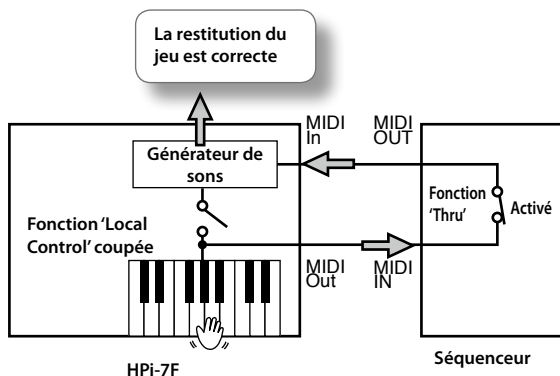 La restitution du
jeu est correcte
MIDI
In
MIDI
OUT
Générateur de
sons
Fonction
'Thru'
Activé
Fonction 'Local
Control' coupée
MIDI
Out
MIDI
IN
HPi-7F
Séquenceur